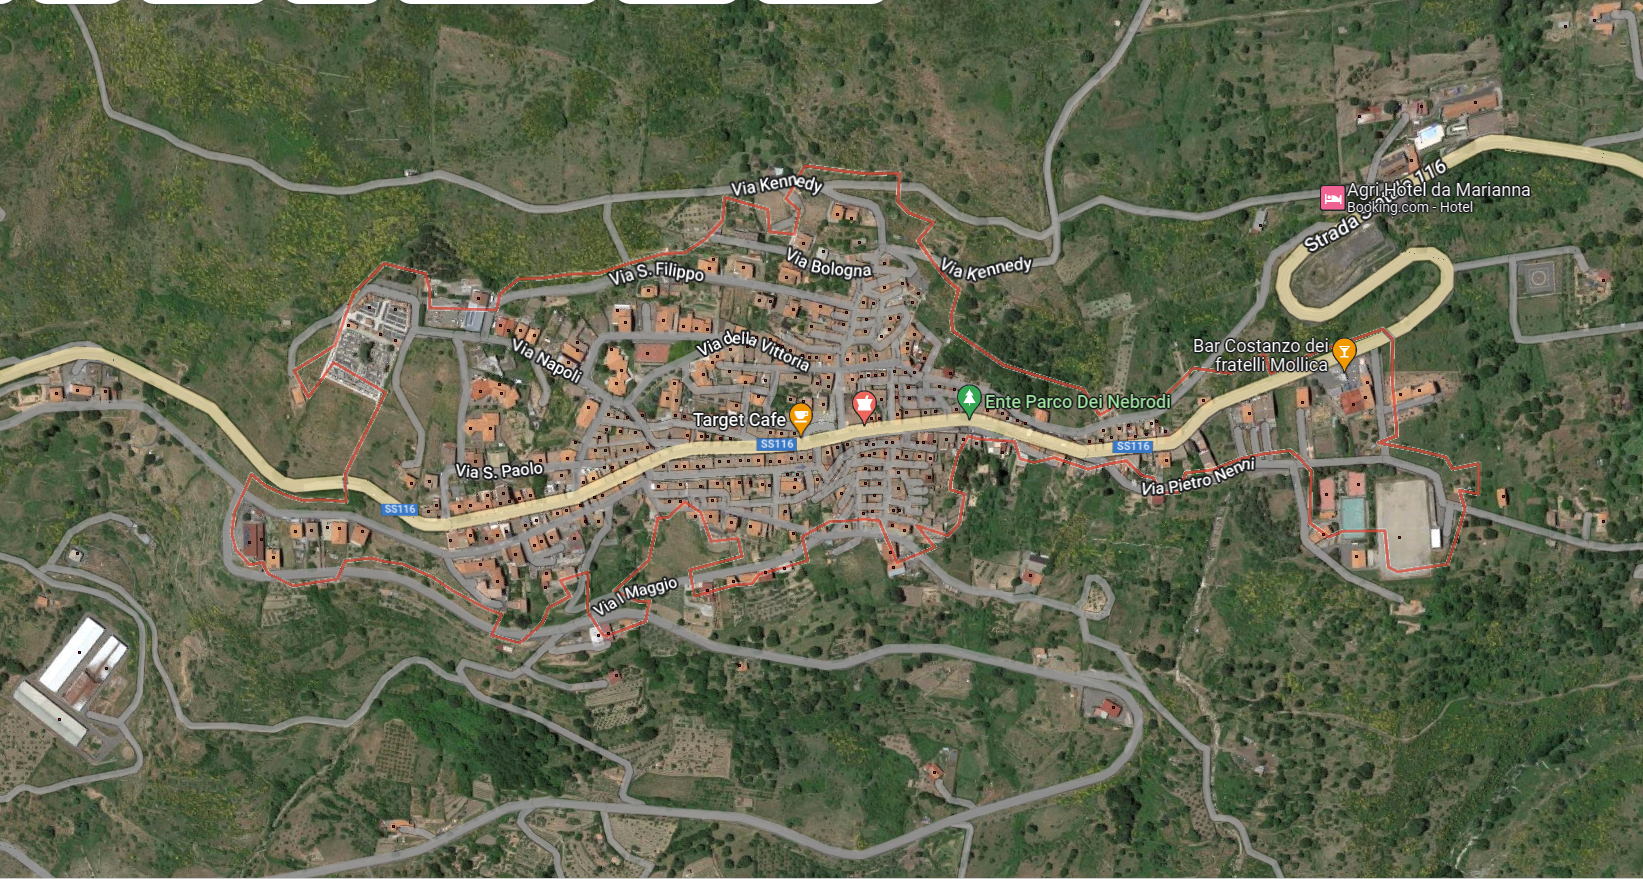 Via Kennedy
Agri Hotel da Marianna
Booking.com - Hotel
Strada Statale 116
Via Bologna
Via Kennedy
Via S. Filippo
Via Napoli
Via della Vittoria
Bar Costanzo dei
fratelli Mollica
Ente Parco Dei Nebrodi
Target Cafe
SS116
SS116
Via S. Paolo
Via Pietro Nenni
SS116
Via I Maggio